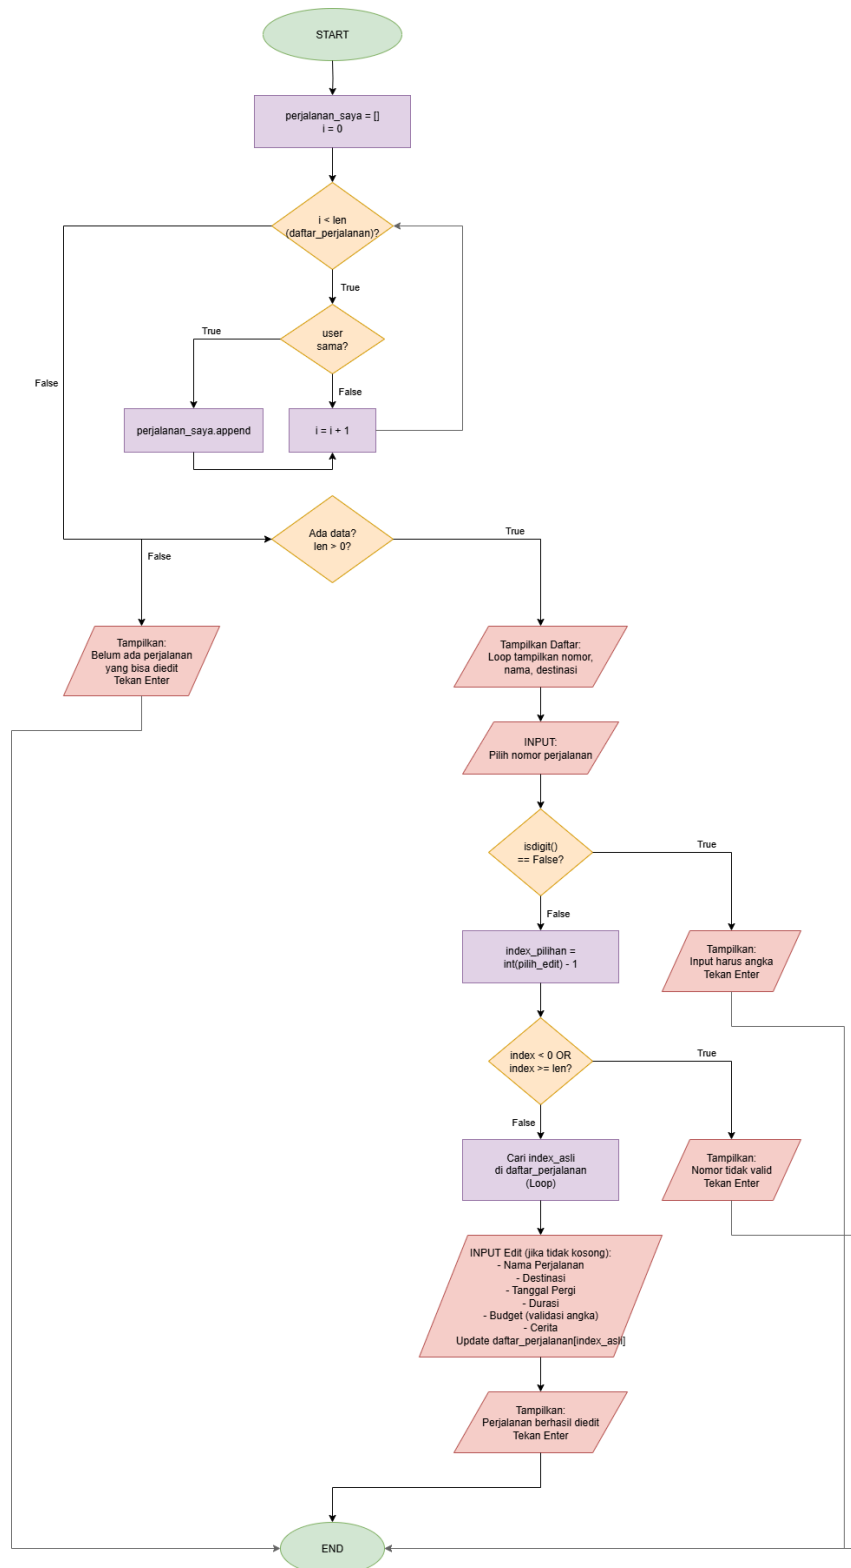 START
perjalanan_saya = []
i = 0
i < len
(daftar_perjalanan)?
True
user
sama?
True
False
False
perjalanan_saya.append
i = i + 1
Ada data?
len > 0?
True
False
Tampilkan:
Belum ada perjalanan
yang bisa diedit
Tekan Enter
Tampilkan Daftar:
Loop tampilkan nomor,
nama, destinasi
INPUT:
Pilih nomor perjalanan
isdigit()
== False?
True
False
index_pilihan =
int(pilih_edit) - 1
Tampilkan:
Input harus angka
Tekan Enter
index < 0 OR
index >= len?
True
False
Cari index_asli
di daftar_perjalanan
(Loop)
Tampilkan:
Nomor tidak valid
Tekan Enter
INPUT Edit (jika tidak kosong):
- Nama Perjalanan
- Destinasi
- Tanggal Pergi
- Durasi
- Budget (validasi angka)
- Cerita
Update daftar_perjalanan[index_asli]
Tampilkan:
Perjalanan berhasil diedit
Tekan Enter
END